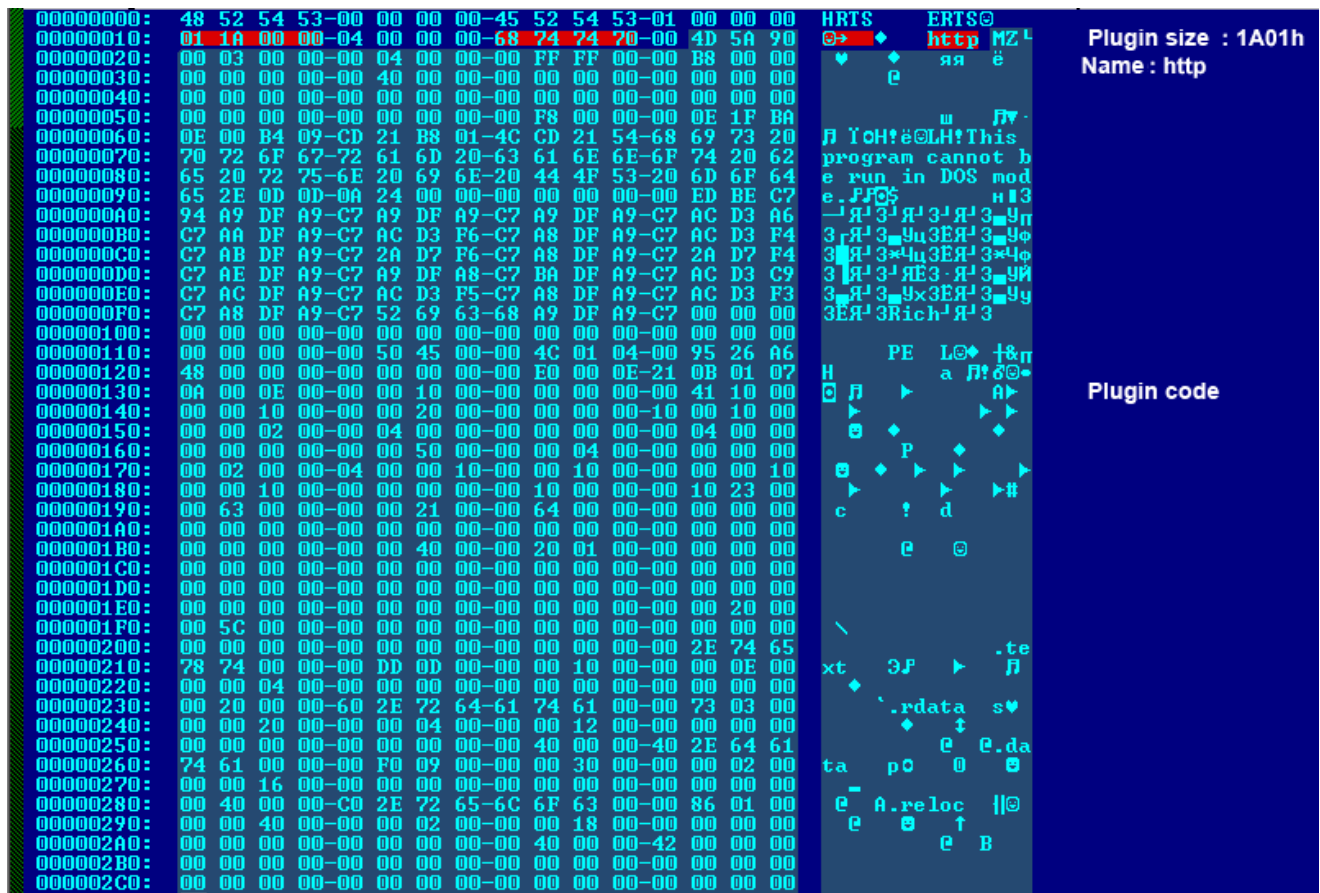 00000000: 48 52 54 53-00 00 00 00-45 52 54 53-01 00 00 00 HRTS ERTS
00000010: 01 1A 00 00-04 00 00 00-68 74 74 70-00 4D 5A 90 http MZ
Plugin size : 1A01h
00000020: 00 03 00 00-00 04 00 00-00 FF FF 00-00 B8 00 00 яя ё
Name : http
00000030: 00 00 00 00-00 40 00 00-00 00 00 00-00 00 00 00 @
00000040: 00 00 00 00-00 00 00 00-00 00 00 00-00 00 00 00
00000050: 00 00 00 00-00 00 00 00-00 F8 00 00-00 0E 1F BA ш
00000060: 0E 00 B4 09-CD 21 B8 01-4C CD 21 54-68 69 73 20 LН!This
00000070: 70 72 6F 67-72 61 6D 20-63 61 6E 6E-6F 74 20 62 program cannot b
00000080: 65 20 72 75-6E 20 69 6E-20 44 4F 53-20 6D 6F 64 e run in DOS mod
00000090: 65 2E 0D 0D-0A 24 00 00-00 00 00 00-00 ED BE C7 e.
000000A0: 94 A9 DF A9-C7 A9 DF A9-C7 A9 DF A9-C7 AC D3 A6
000000B0: C7 AA DF A9-C7 AC D3 F6-C7 A8 DF A9-C7 AC D3 F4
000000C0: C7 AB DF A9-C7 2A D7 F6-C7 A8 DF A9-C7 2A D7 F4
000000D0: C7 AE DF A9-C7 A9 DF A8-C7 BA DF A9-C7 AC D3 C9
000000E0: C7 AC DF A9-C7 AC D3 F5-C7 A8 DF A9-C7 AC D3 F3
000000F0: C7 A8 DF A9-C7 52 69 63-68 A9 DF A9-C7 00 00 00 Rich
00000100: 00 00 00 00-00 00 00 00-00 00 00 00-00 00 00 00
00000110: 00 00 00 00-00 50 45 00-00 4C 01 04-00 95 26 A6 PE L &
00000120: 48 00 00 00-00 00 00 00-00 E0 00 0E-21 0B 01 07 H а !
00000130: 0A 00 0E 00-00 10 00 00-00 00 00 00-00 41 10 00 A
Plugin code
00000140: 00 00 10 00-00 00 20 00-00 00 00 00-10 00 10 00
00000150: 00 00 02 00-00 04 00 00-00 00 00 00-00 04 00 00
00000160: 00 00 00 00-00 00 50 00-00 00 04 00-00 00 00 00 P
00000170: 00 02 00 00-04 00 00 10-00 00 10 00-00 00 00 10
00000180: 00 00 10 00-00 00 00 00-00 10 00 00-00 10 23 00 #
00000190: 00 63 00 00-00 00 21 00-00 64 00 00-00 00 00 00 c ! d
000001A0: 00 00 00 00-00 00 00 00-00 00 00 00-00 00 00 00
000001B0: 00 00 00 00-00 00 40 00-00 20 01 00-00 00 00 00 @
000001C0: 00 00 00 00-00 00 00 00-00 00 00 00-00 00 00 00
000001D0: 00 00 00 00-00 00 00 00-00 00 00 00-00 00 00 00
000001E0: 00 00 00 00-00 00 00 00-00 00 00 00-00 00 20 00
000001F0: 00 5C 00 00-00 00 00 00-00 00 00 00-00 00 00 00 \
00000200: 00 00 00 00-00 00 00 00-00 00 00 00-00 2E 74 65 .te
00000210: 78 74 00 00-00 DD 0D 00-00 00 10 00-00 00 0E 00 xt Э
00000220: 00 00 04 00-00 00 00 00-00 00 00 00-00 00 00 00
00000230: 00 20 00 00-60 2E 72 64-61 74 61 00-00 73 03 00 `.rdata s
00000240: 00 00 20 00-00 00 04 00-00 00 12 00-00 00 00 00
00000250: 00 00 00 00-00 00 00 00-00 40 00 00-40 2E 64 61 @ @.da
00000260: 74 61 00 00-00 F0 09 00-00 00 30 00-00 00 02 00 ta р 0
00000270: 00 00 16 00-00 00 00 00-00 00 00 00-00 00 00 00
00000280: 00 40 00 00-C0 2E 72 65-6C 6F 63 00-00 86 01 00 @ А.reloc
00000290: 00 00 40 00-00 00 02 00-00 00 18 00-00 00 00 00 @
000002A0: 00 00 00 00-00 00 00 00-00 40 00 00-42 00 00 00 @ B
000002B0: 00 00 00 00-00 00 00 00-00 00 00 00-00 00 00 00
000002C0: 00 00 00 00-00 00 00 00-00 00 00 00-00 00 00 00